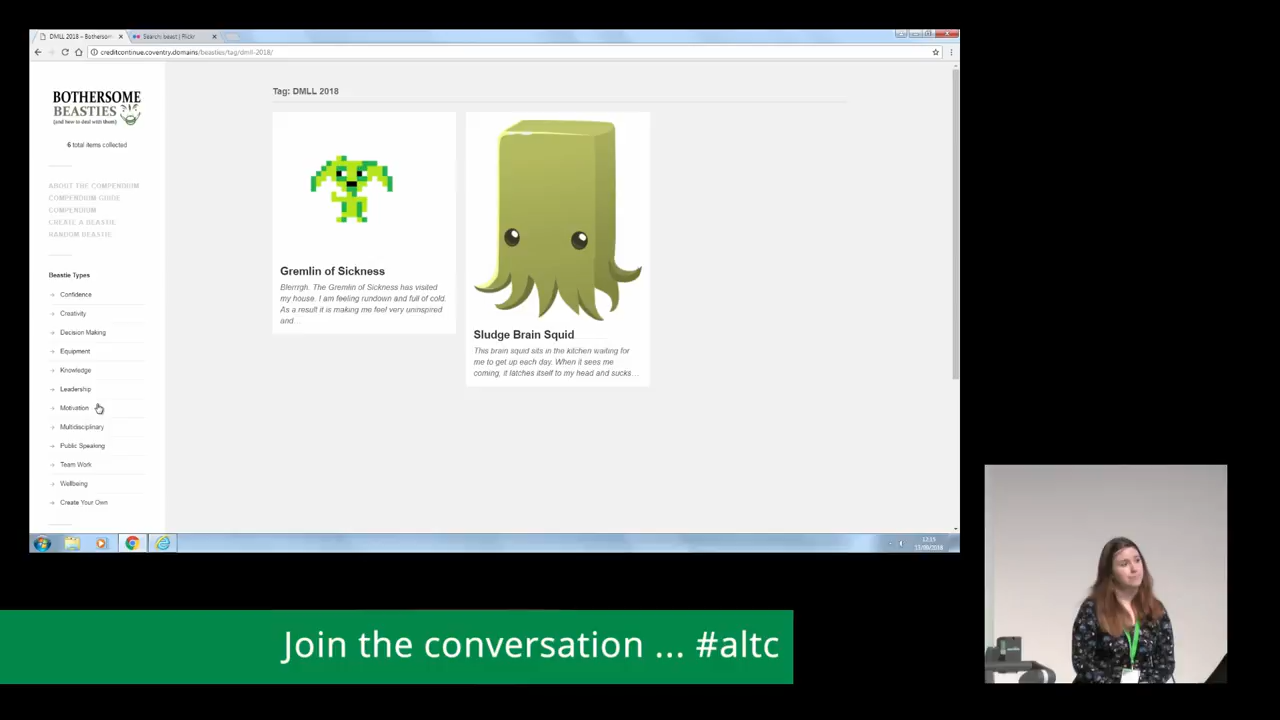 DMLL 2018 – Bothersom
Search: beast | Flickr
creditcontinue.coventry.domains/beasties/tag/dmll-2018/
BOTHERSOME
BEASTIES
(and how to deal with them)
6 total items collected
ABOUT THE COMPENDIUM
COMPENDIUM GUIDE
COMPENDIUM
CREATE A BEASTIE
RANDOM BEASTIE
Beastie Types
Confidence
Creativity
Decision Making
Equipment
Knowledge
Leadership
Motivation
Multidisciplinary
Public Speaking
Team Work
Wellbeing
Create Your Own
Tag: DMLL 2018
Gremlin of Sickness
Blerrrgh. The Gremlin of Sickness has visited
my house. I am feeling rundown and full of cold.
As a result it is making me feel very uninspired
and...
Sludge Brain Squid
This brain squid sits in the kitchen waiting for
me to get up each day. When it sees me
coming, it latches itself to my head and sucks...
12:15
13/09/2018
Join the conversation ... #altc